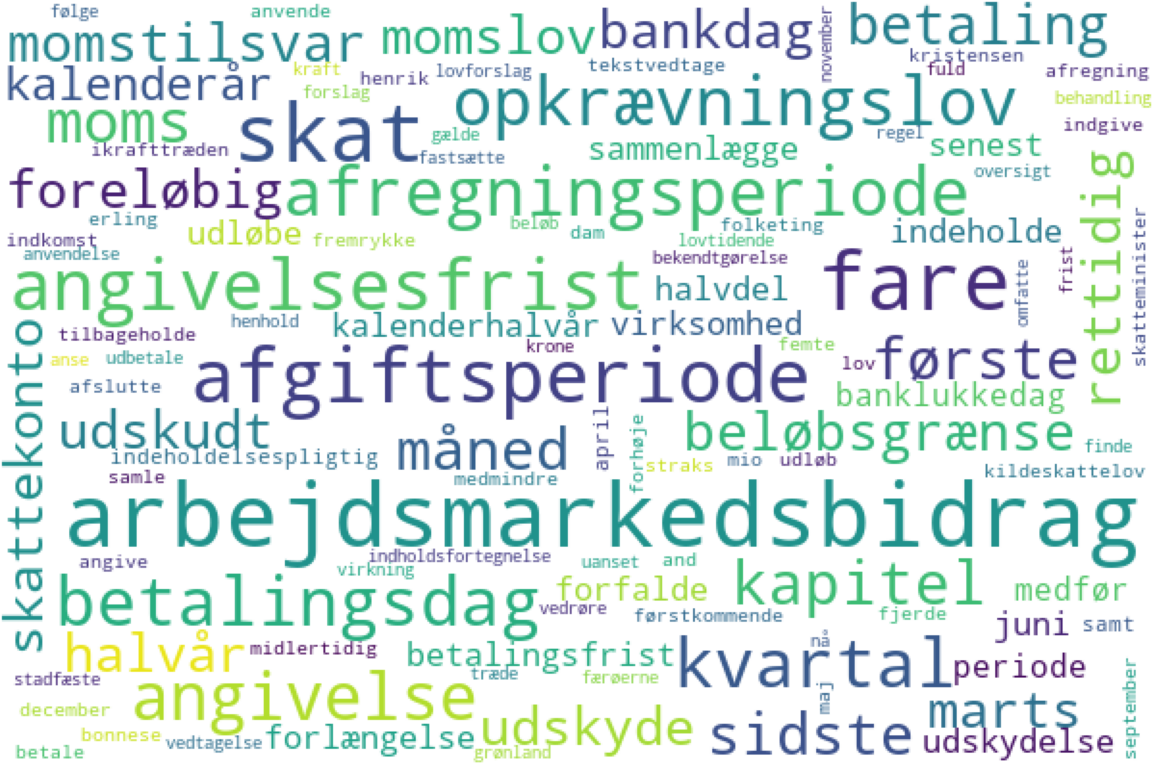 følge anvende
momstilsvar momslov bankdag november betaling
kalenderår kraft henrik lovforslag tekstvedtage kristensen fuld afregning
forslag behandling
moms skat opkrævningslov indgive
ikrafttræden gælde fastsætte sammenlægge regel senest
foreløbig afregningsperiode oversigt rettidig
erling udløbe fremrykke beløb dam folketing indeholde skatteminister
indkomst lovtidende
anvendelse bekendtgørelse frist
angivelsesfrist halvdel fare omfatte
skattekonto tilbageholde henhold kalenderhalvår virksomhed
anse udbetale krone femte lov første
afslutte afgiftsperiode banklukkedag
udskudt måned april forhøje beløbsgrænse finde
indeholdelsespligtig straks mio udløb kildeskattelov
samle medmindre
arbejdsmarkedsbidrag
angive indholdsfortegnelse uanset and
virkning
betalingsdag forfalde kapitel medfør
vedrøre førstkommende fjerde
halvår midlertidig nå juni samt
betalingsfrist kvartal periode
stadfæste træde færøerne maj september
december angivelse udskyde marts
bonnese vedtagelse forlængelse sidste udskydelse
betale grønland